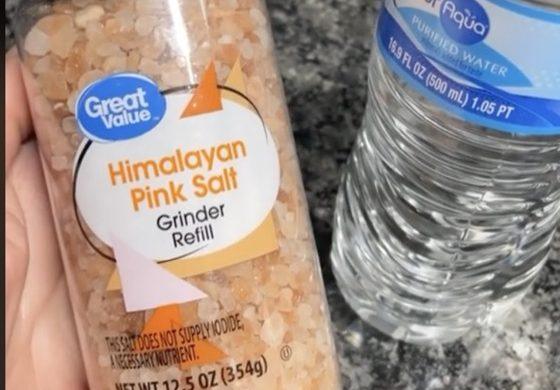 Great
Value
Himalayan
Pink Salt
Grinder
Refill
THIS SALT DOES NOT SUPPLY IODIDE,
A NECESSARY NUTRIENT.
NET WT 12.5 OZ (354g)
Aqua
PURIFIED WATER
16.9 FL OZ (500 mL) 1.05 PT